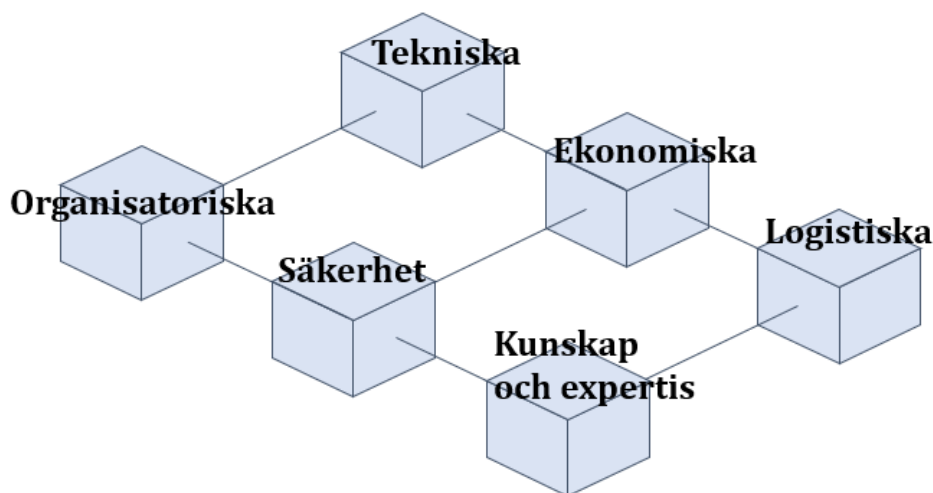 Tekniska
Ekonomiska
Organisatoriska
Logistiska
Säkerhet
Kunskap
och expertis